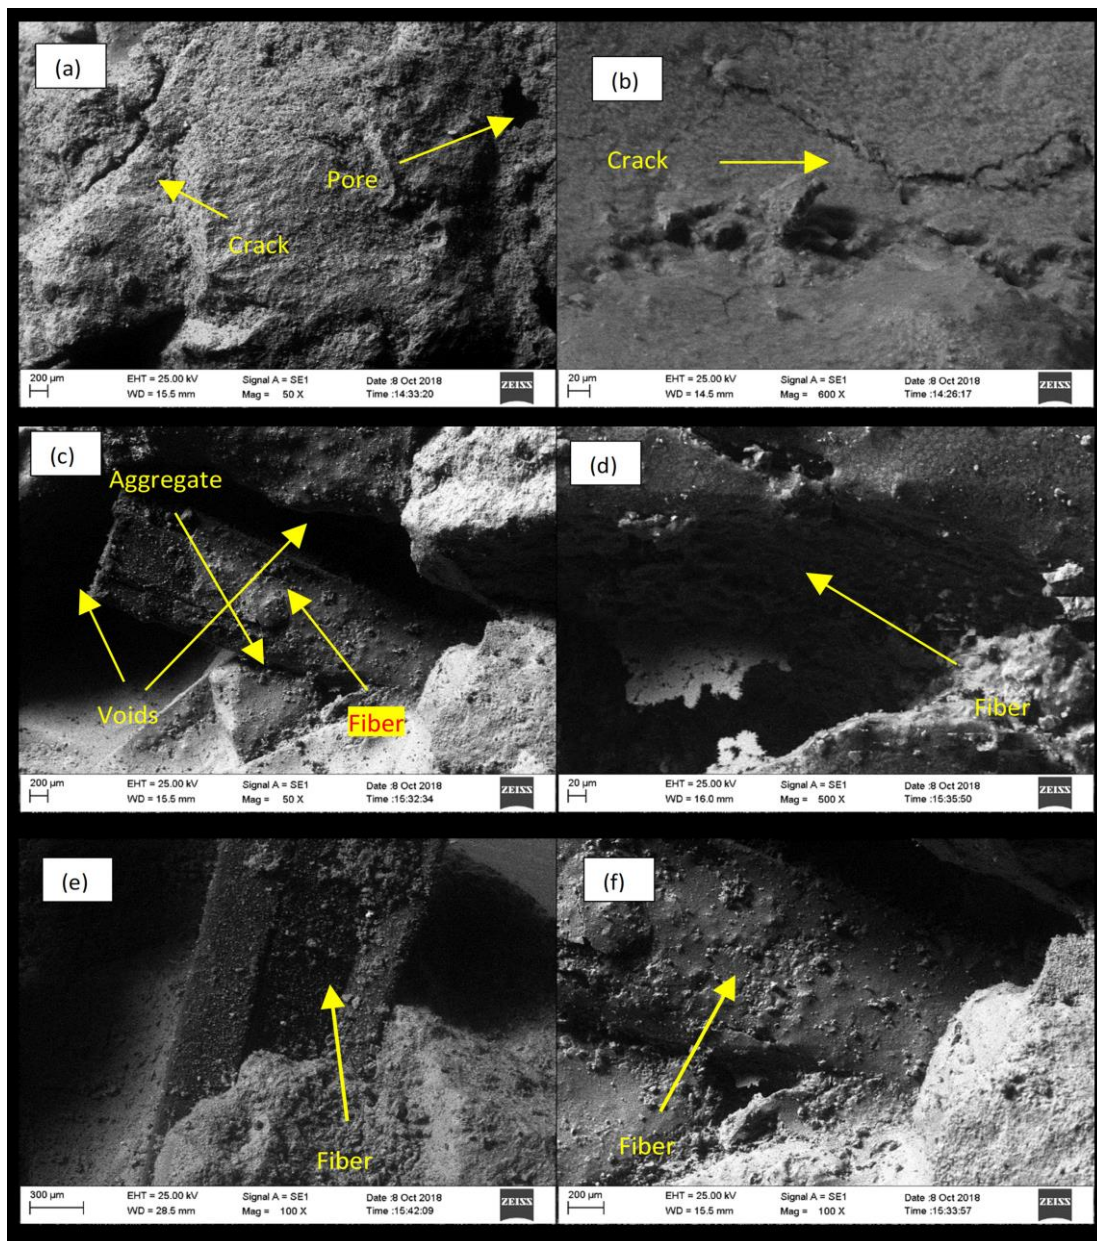 (a)
Pore
Crack
200 µm
EHT = 25.00 kV
Signal A = SE1
Date :8 Oct 2018
WD = 15.5 mm
Mag = 50 X
Time :14:33:20
ZEISS
(b)
Crack
20 µm
EHT = 25.00 kV
Signal A = SE1
Date :8 Oct 2018
WD = 14.5 mm
Mag = 600 X
Time :14:26:17
ZEISS
(c)
Aggregate
Voids
Fiber
200 µm
EHT = 25.00 kV
Signal A = SE1
Date :8 Oct 2018
WD = 15.5 mm
Mag = 50 X
Time :15:32:34
ZEISS
(d)
Fiber
20 µm
EHT = 25.00 kV
Signal A = SE1
Date :8 Oct 2018
WD = 16.0 mm
Mag = 500 X
Time :15:35:50
ZEISS
(e)
Fiber
300 µm
EHT = 25.00 kV
Signal A = SE1
Date :8 Oct 2018
WD = 28.5 mm
Mag = 100 X
Time :15:42:09
ZEISS
(f)
Fiber
200 µm
EHT = 25.00 kV
Signal A = SE1
Date :8 Oct 2018
WD = 15.5 mm
Mag = 100 X
Time :15:33:57
ZEISS